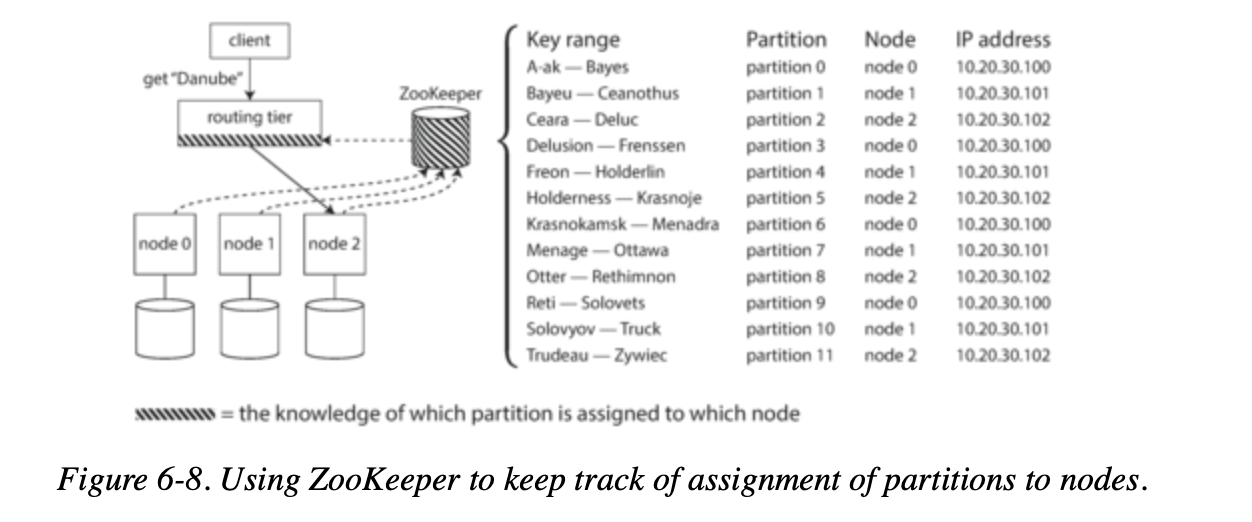 client
get "Danube"
routing tier
ZooKeeper
node 0
node 1
node 2
Key range Partition Node IP address
A-ak — Bayes partition 0 node 0 10.20.30.100
Bayeu — Ceanothus partition 1 node 1 10.20.30.101
Ceara — Deluc partition 2 node 2 10.20.30.102
Delusion — Frenssen partition 3 node 0 10.20.30.100
Freon — Holderlin partition 4 node 1 10.20.30.101
Holderness — Krasnoje partition 5 node 2 10.20.30.102
Krasnokamsk — Menadra partition 6 node 0 10.20.30.100
Menage — Ottawa partition 7 node 1 10.20.30.101
Otter — Rethimnon partition 8 node 2 10.20.30.102
Reti — Solovets partition 9 node 0 10.20.30.100
Solovyov — Truck partition 10 node 1 10.20.30.101
Trudeau — Zywiec partition 11 node 2 10.20.30.102
= the knowledge of which partition is assigned to which node
Figure 6-8. Using ZooKeeper to keep track of assignment of partitions to nodes.